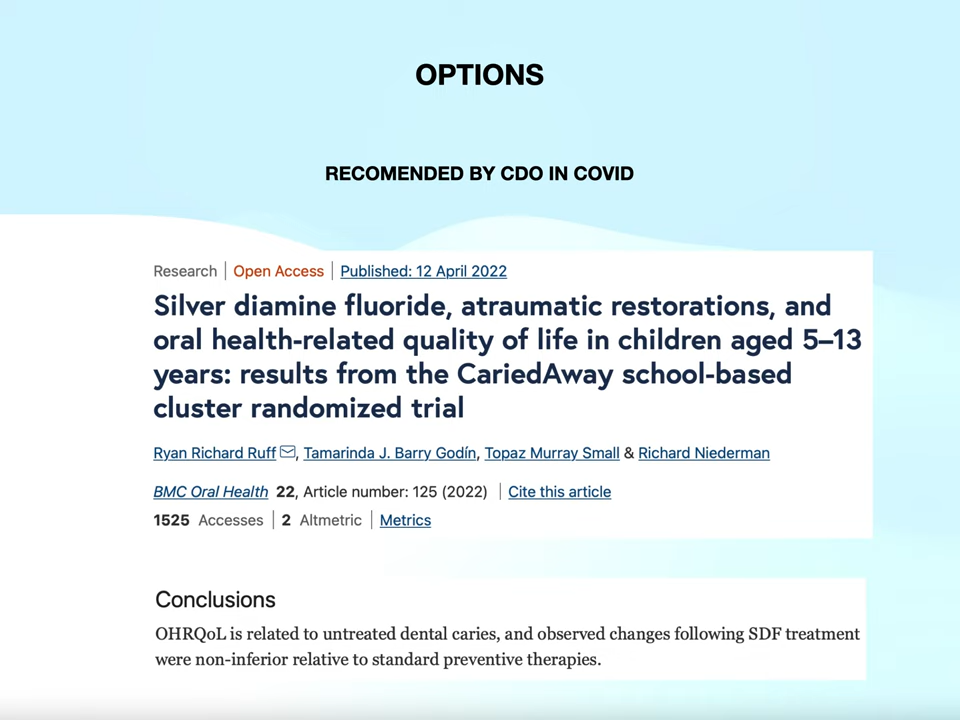 OPTIONS
RECOMENDED BY CDO IN COVID
Research | Open Access | Published: 12 April 2022
Silver diamine fluoride, atraumatic restorations, and
oral health-related quality of life in children aged 5–13
years: results from the CariedAway school-based
cluster randomized trial
Ryan Richard Ruff, Tamarinda J. Barry Godín, Topaz Murray Small & Richard Niederman
BMC Oral Health 22, Article number: 125 (2022) | Cite this article
1525 Accesses | 2 Altmetric | Metrics
Conclusions
OHRQoL is related to untreated dental caries, and observed changes following SDF treatment
were non-inferior relative to standard preventive therapies.